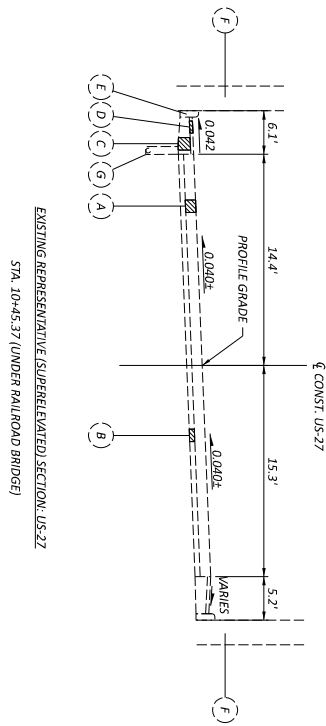 ℄ CONST. US-27
6.1'
14.4'
15.3'
5.2'
F
F
PROFILE GRADE
0.042
0.040±
0.040±
VARIES
E
D
C
G
A
B
EXISTING REPRESENTATIVE (SUPERELEVATED) SECTION: US-27
STA. 10+45.37 (UNDER RAILROAD BRIDGE)